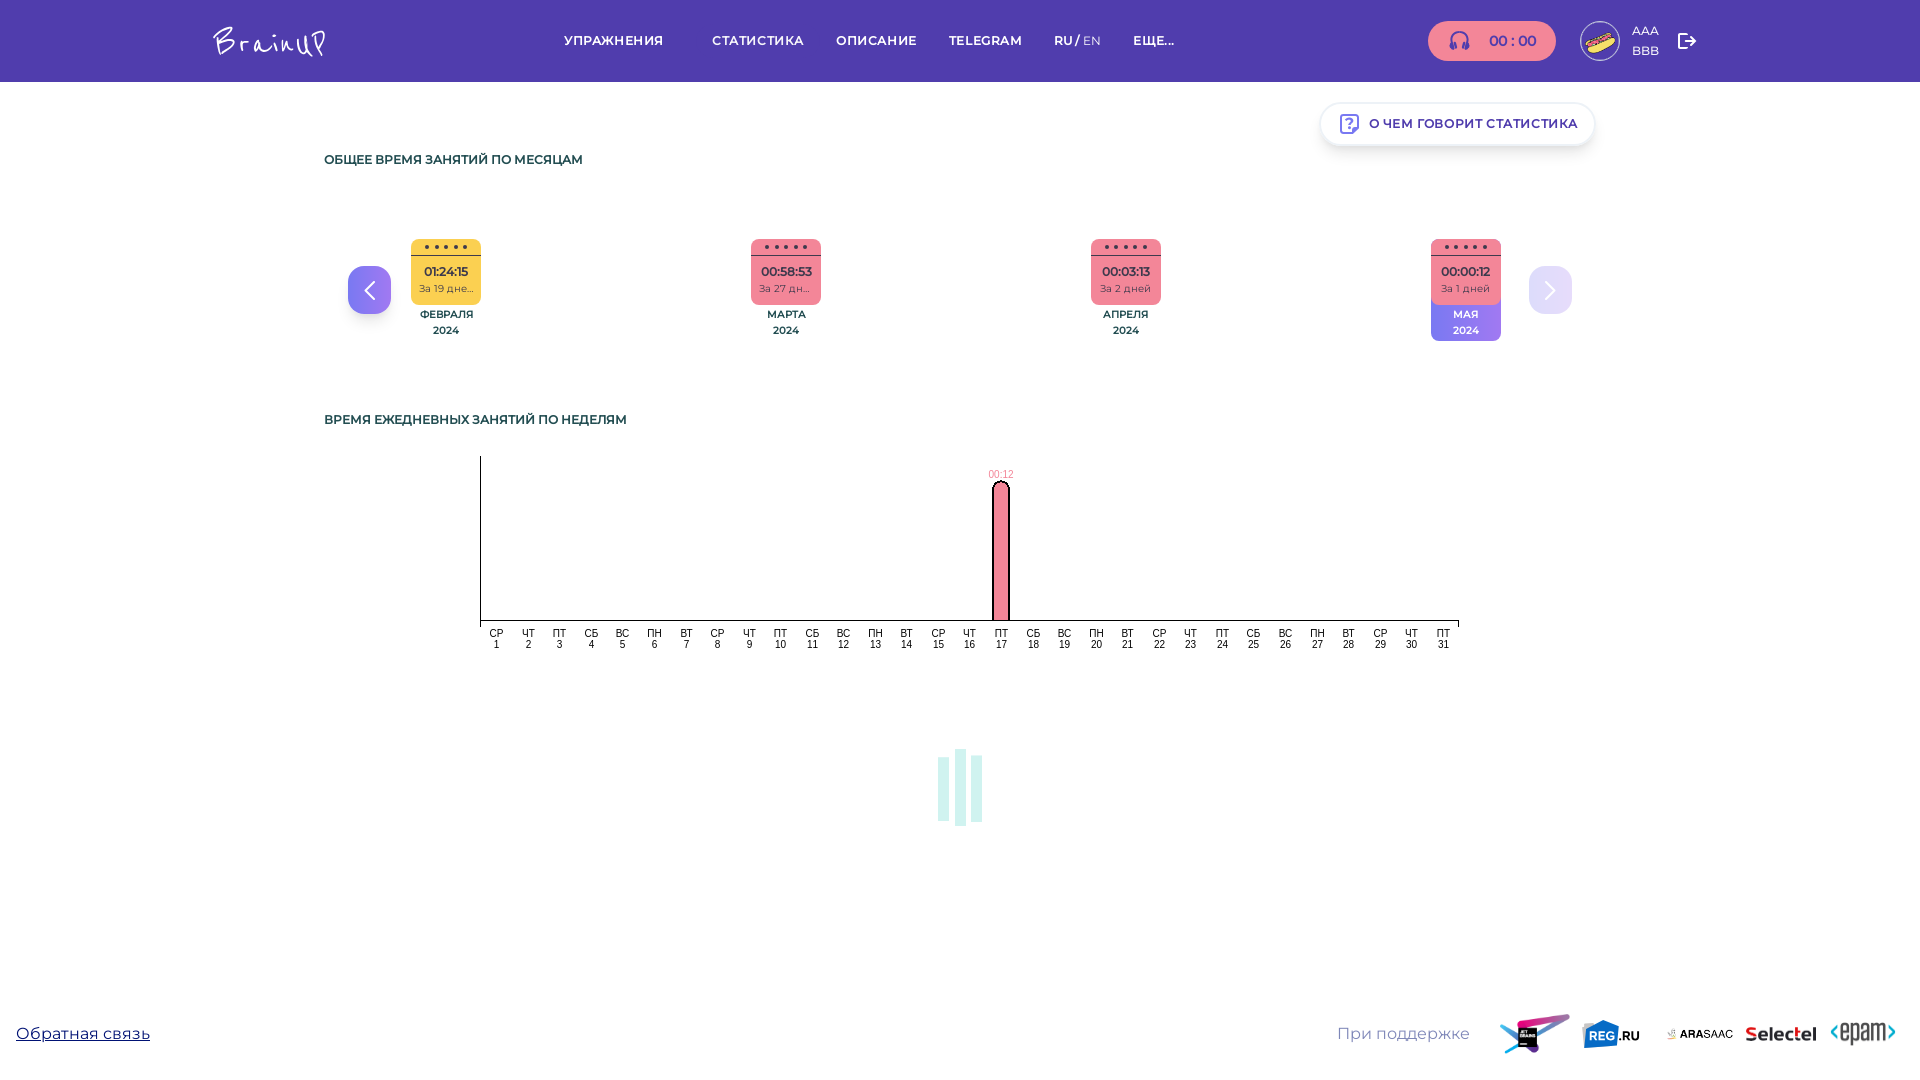 BrainUP
УПРАЖНЕНИЯ СТАТИСТИКА ОПИСАНИЕ TELEGRAM RU / EN ЕЩЕ...
00 : 00
AAA
BBB
О ЧЕМ ГОВОРИТ СТАТИСТИКА
ОБЩЕЕ ВРЕМЯ ЗАНЯТИЙ ПО МЕСЯЦАМ
01:24:15
За 19 дне...
ФЕВРАЛЯ
2024
00:58:53
За 27 дн...
МАРТА
2024
00:03:13
За 2 дней
АПРЕЛЯ
2024
00:00:12
За 1 дней
МАЯ
2024
ВРЕМЯ ЕЖЕДНЕВНЫХ ЗАНЯТИЙ ПО НЕДЕЛЯМ
00:12
СР ЧТ ПТ СБ ВС ПН ВТ СР ЧТ ПТ СБ ВС ПН ВТ СР ЧТ ПТ СБ ВС ПН ВТ СР ЧТ ПТ СБ ВС ПН ВТ СР ЧТ ПТ
1 2 3 4 5 6 7 8 9 10 11 12 13 14 15 16 17 18 19 20 21 22 23 24 25 26 27 28 29 30 31
Обратная связь
При поддержке
JET
BRAINS
REG.RU
ARASAAC
Selectel
<epam>